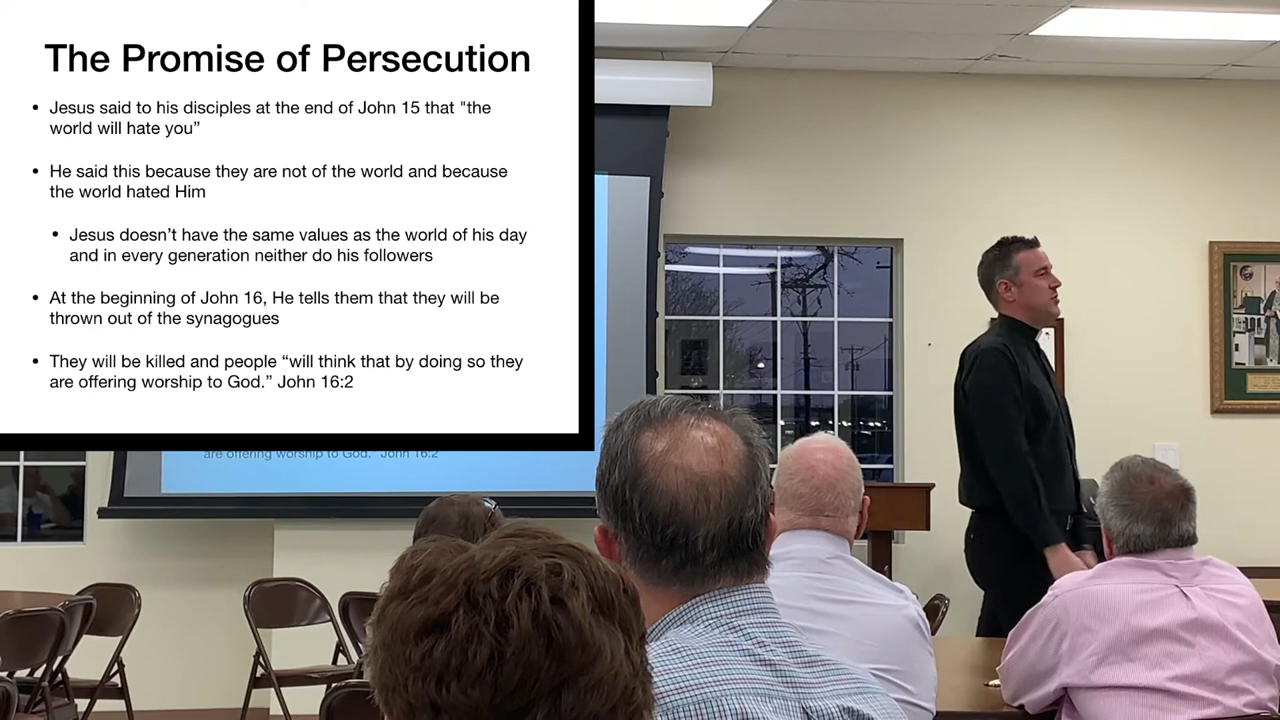 The Promise of Persecution
• Jesus said to his disciples at the end of John 15 that "the
world will hate you”
• He said this because they are not of the world and because
the world hated Him
• Jesus doesn’t have the same values as the world of his day
and in every generation neither do his followers
• At the beginning of John 16, He tells them that they will be
thrown out of the synagogues
• They will be killed and people “will think that by doing so they
are offering worship to God.” John 16:2
are offering worship to God.” John 16:2